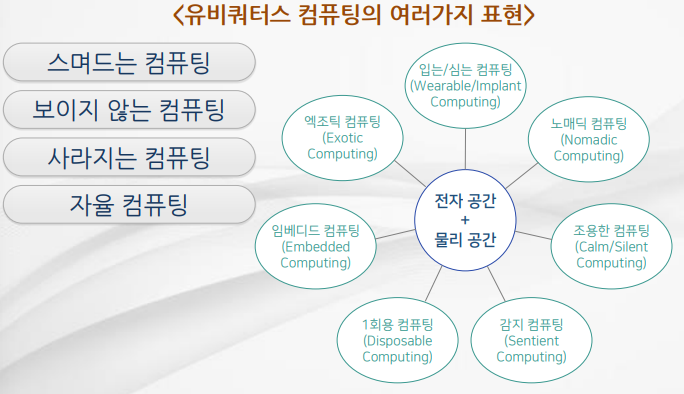 <유비쿼터스 컴퓨팅의 여러가지 표현>
스며드는 컴퓨팅
보이지 않는 컴퓨팅
사라지는 컴퓨팅
자율 컴퓨팅
입는/심는 컴퓨팅
(Wearable/Implant
Computing)
엑조틱 컴퓨팅
(Exotic
Computing)
노매딕 컴퓨팅
(Nomadic
Computing)
전자 공간
+
물리 공간
임베디드 컴퓨팅
(Embedded
Computing)
조용한 컴퓨팅
(Calm/Silent
Computing)
1회용 컴퓨팅
(Disposable
Computing)
감지 컴퓨팅
(Sentient
Computing)